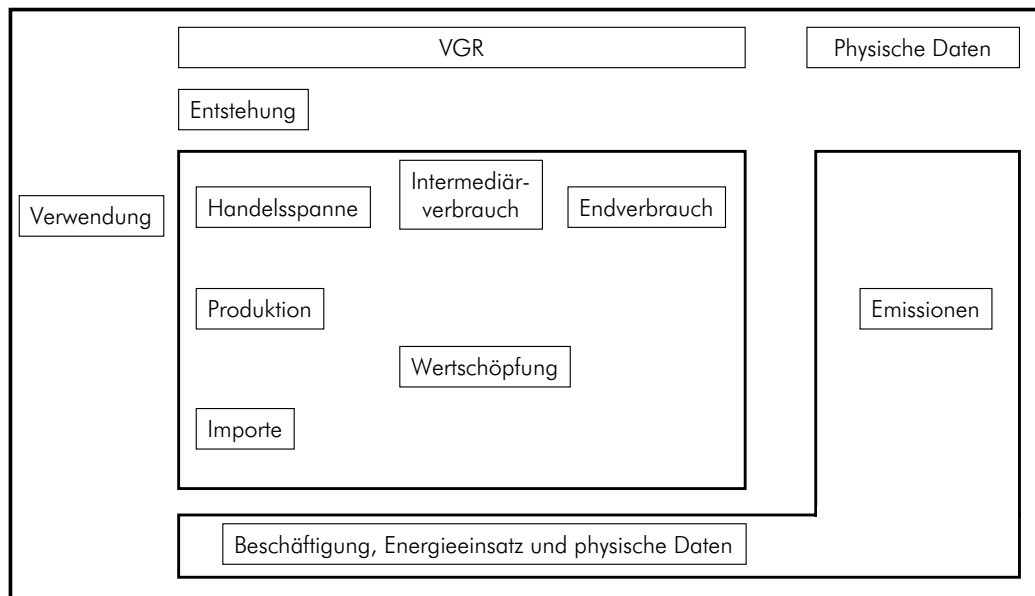 VGR
Physische Daten
Entstehung
Verwendung
Handelsspanne
Intermediär-
verbrauch
Endverbrauch
Produktion
Emissionen
Wertschöpfung
Importe
Beschäftigung, Energieeinsatz und physische Daten